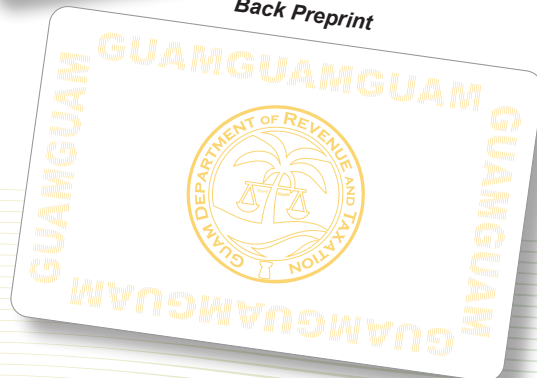 Back Preprint
GUAMGUAMGUAM
GUAMGUAM
GUAMGUAM
GUAM DEPARTMENT OF REVENUE AND TAXATION
GUAMGUAMGUAM